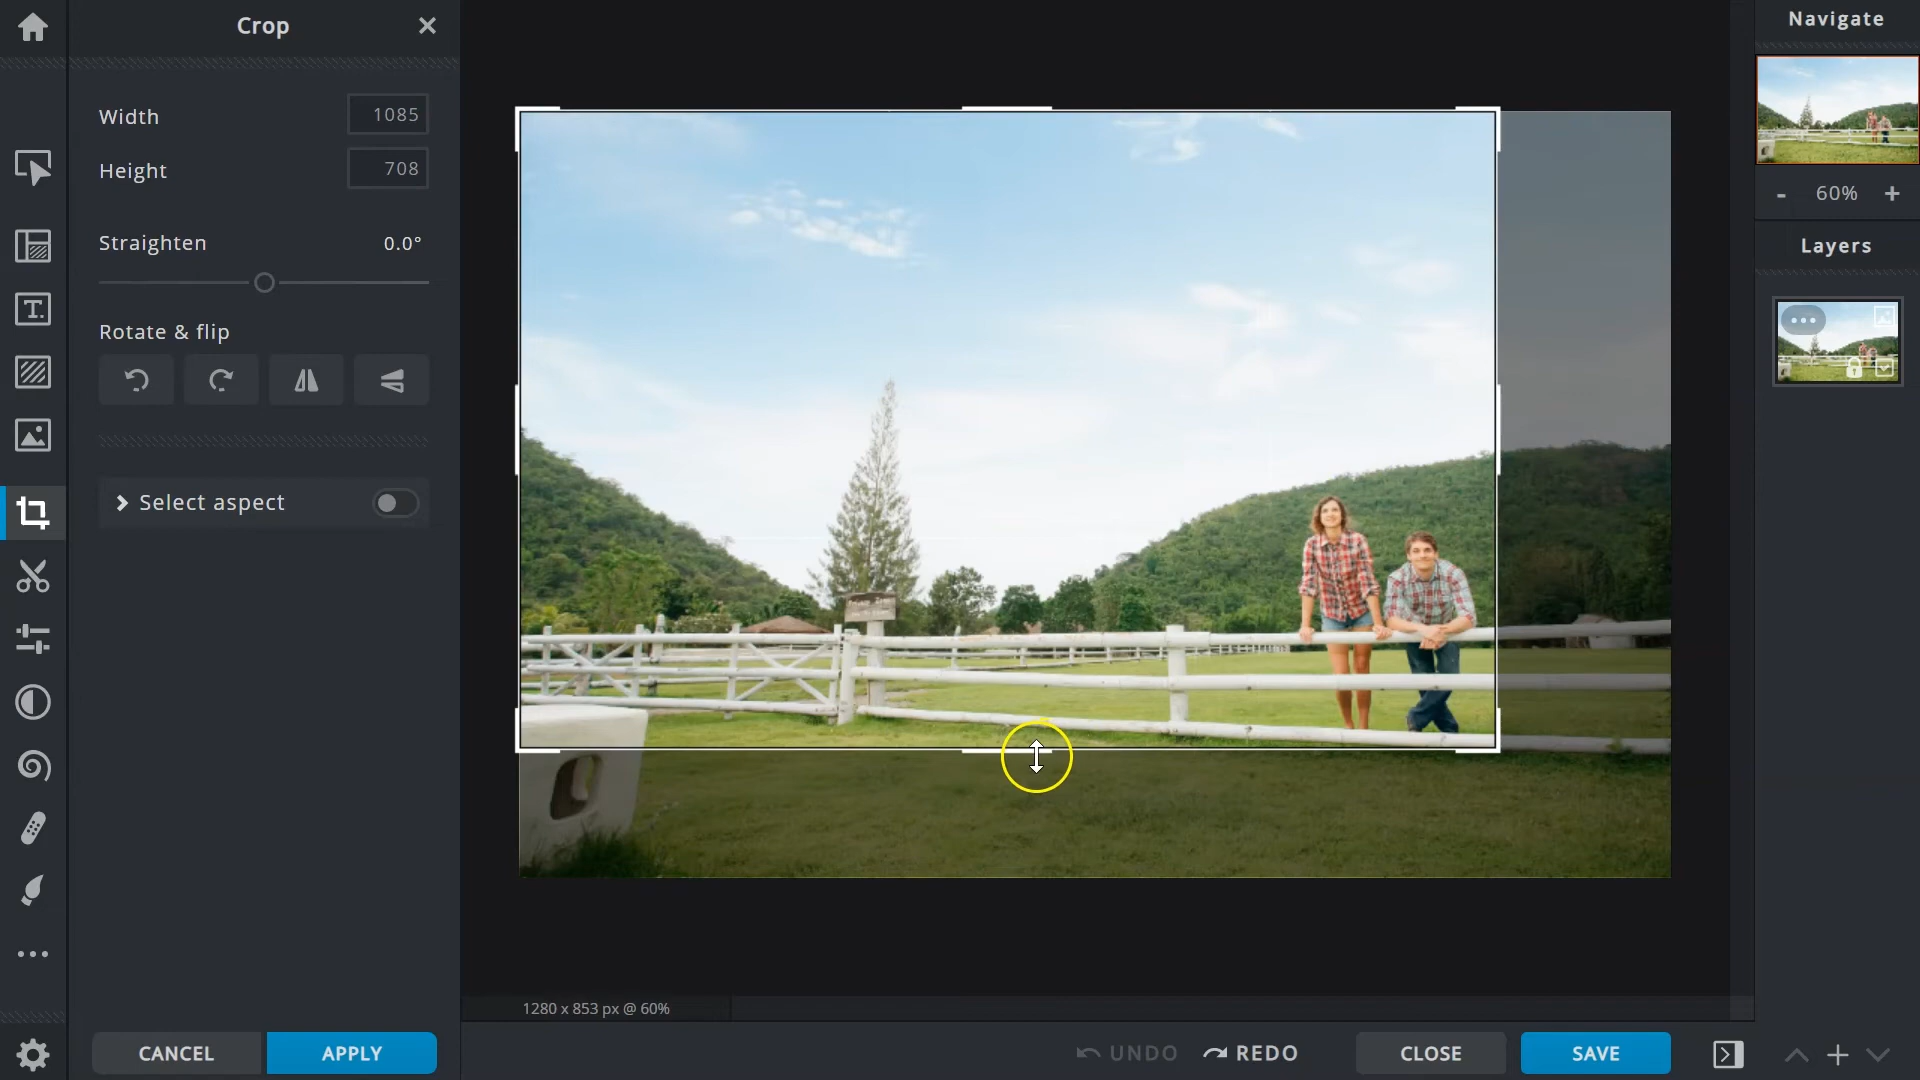 Crop
Width 1085
Height 708
Straighten 0.0°
Rotate & flip
Select aspect
CANCEL
APPLY
1280 x 853 px @ 60%
UNDO
REDO
CLOSE
SAVE
Navigate
- 60% +
Layers